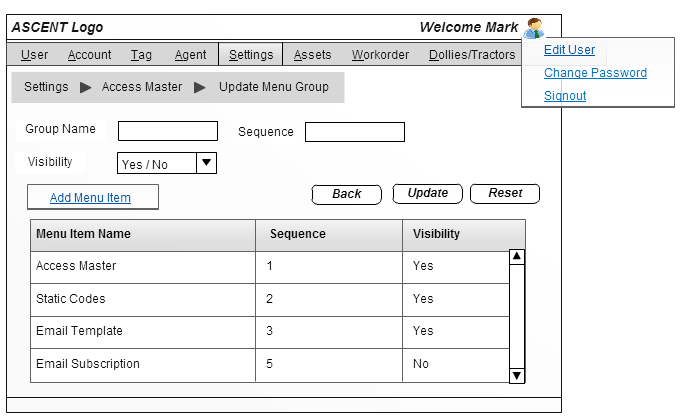 ASCENT Logo Welcome Mark
User Account Tag Agent Settings Assets Workorder Dollies/Tractors
Edit User
Change Password
Signout
Settings Access Master Update Menu Group
Group Name Sequence
Visibility Yes / No
Add Menu Item Back Update Reset
Menu Item Name Sequence Visibility
Access Master 1 Yes
Static Codes 2 Yes
Email Template 3 Yes
Email Subscription 5 No